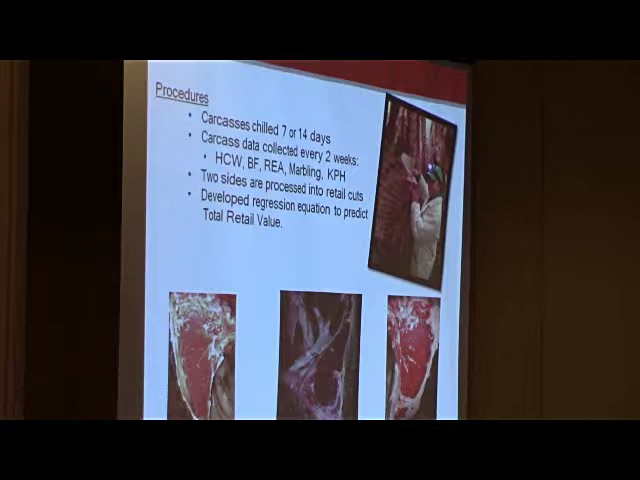 Procedures
• Carcasses chilled 7 or 14 days
• Carcass data collected every 2 weeks:
• HCW, BF, REA, Marbling, KPH
• Two sides are processed into retail cuts
• Developed regression equation to predict
Total Retail Value.